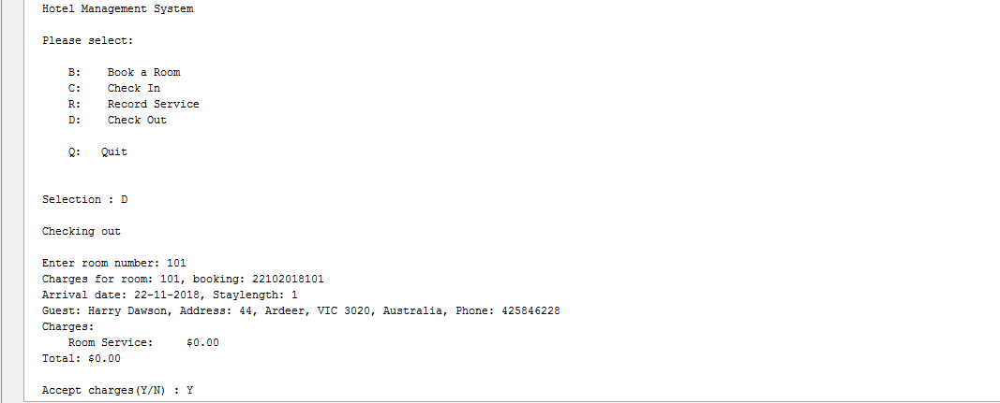 Hotel Management System
Please select:
B: Book a Room
C: Check In
R: Record Service
D: Check Out
Q: Quit
Selection : D
Checking out
Enter room number: 101
Charges for room: 101, booking: 22102018101
Arrival date: 22-11-2018, Staylength: 1
Guest: Harry Dawson, Address: 44, Ardeer, VIC 3020, Australia, Phone: 425846228
Charges:
Room Service: $0.00
Total: $0.00
Accept charges(Y/N) : Y